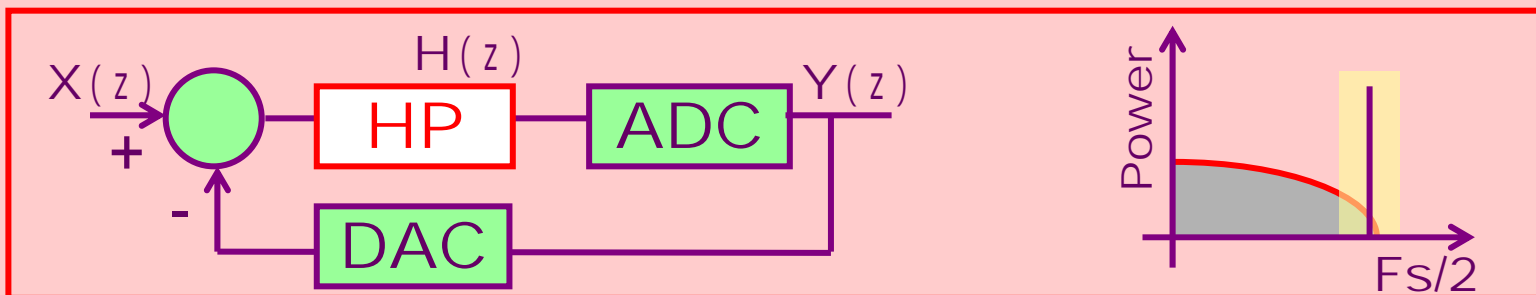 H(z)
X(z)
HP
ADC
Y(z)
+
-
DAC
Power
Fs/2